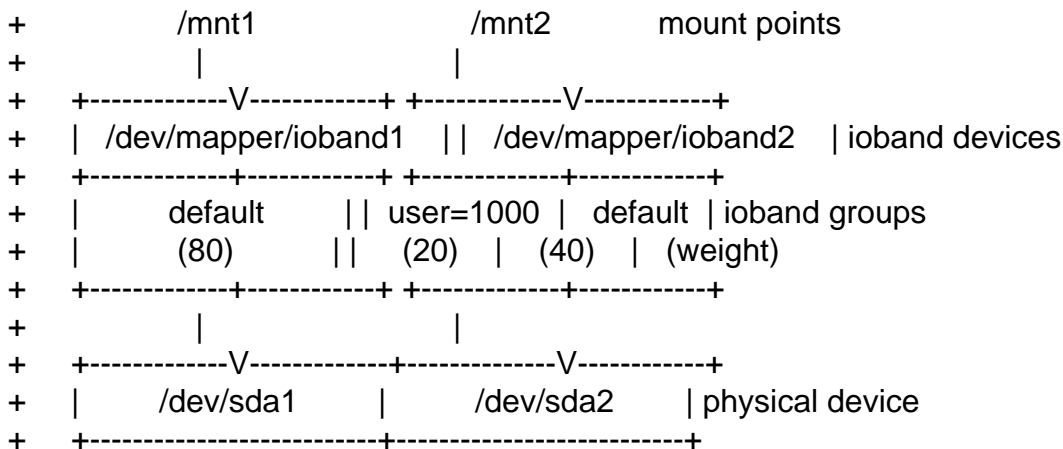 + /mnt1 /mnt2 mount points
+ | |
+ +-------------V------------+ +-------------V------------+
+ | /dev/mapper/ioband1 | | /dev/mapper/ioband2 | ioband devices
+ +-------------+------------+ +-------------+------------+
+ | default | | user=1000 | default | ioband groups
+ | (80) | | (20) | (40) | (weight)
+ +-------------+------------+ +-------------+------------+
+ | |
+ +-------------V-------------+--------------V------------+
+ | /dev/sda1 | /dev/sda2 | physical device
+ +---------------------------+---------------------------+